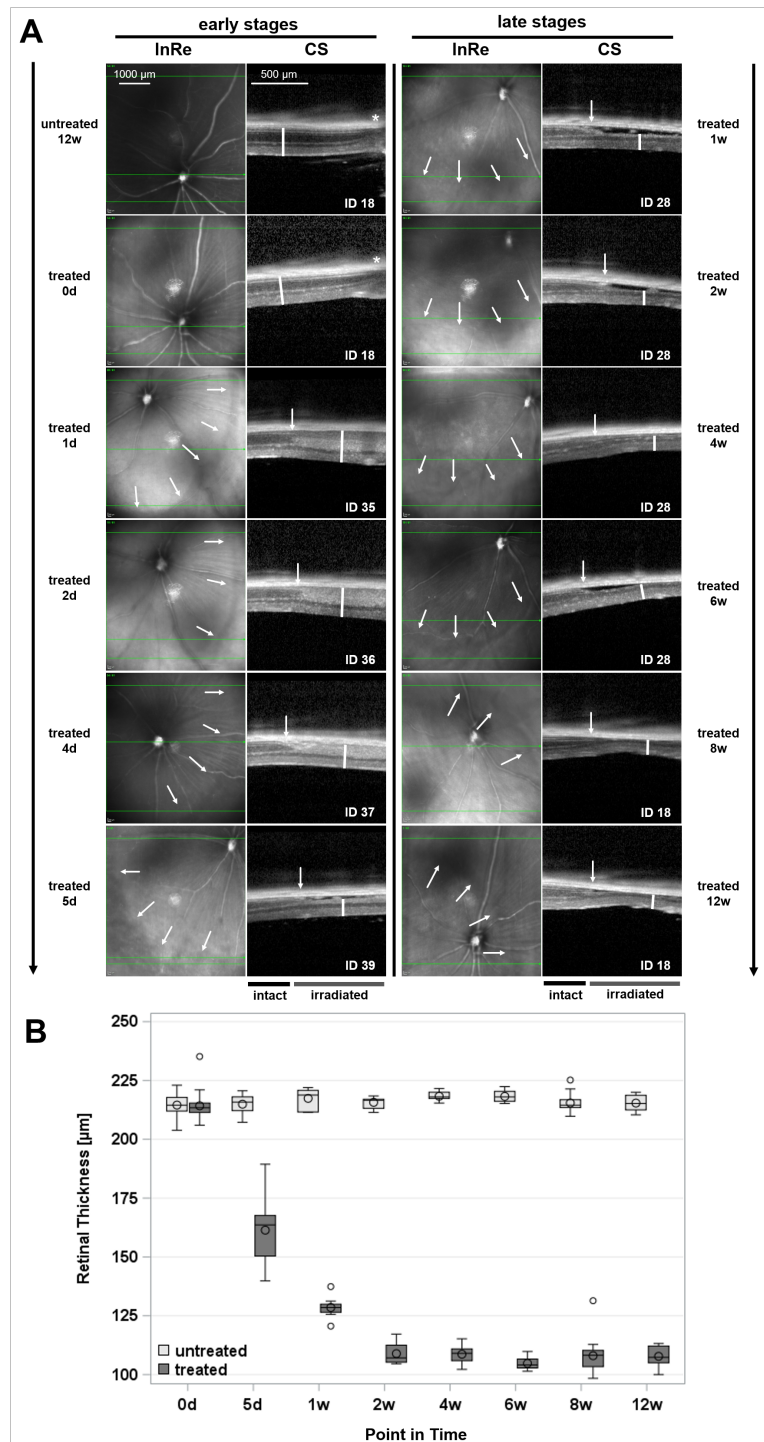 A
early stages
late stages
InRe
CS
InRe
CS
1000 µm
500 µm
untreated
12w
*
ID 18
ID 28
treated
1w
treated
0d
*
ID 18
ID 28
treated
2w
treated
1d
ID 35
ID 28
treated
4w
treated
2d
ID 36
ID 28
treated
6w
treated
4d
ID 37
ID 18
treated
8w
treated
5d
ID 39
ID 18
treated
12w
intact
irradiated
intact
irradiated
B
250
225
200
175
150
125
100
Retinal Thickness [µm]
untreated
treated
0d
5d
1w
2w
4w
6w
8w
12w
Point in Time